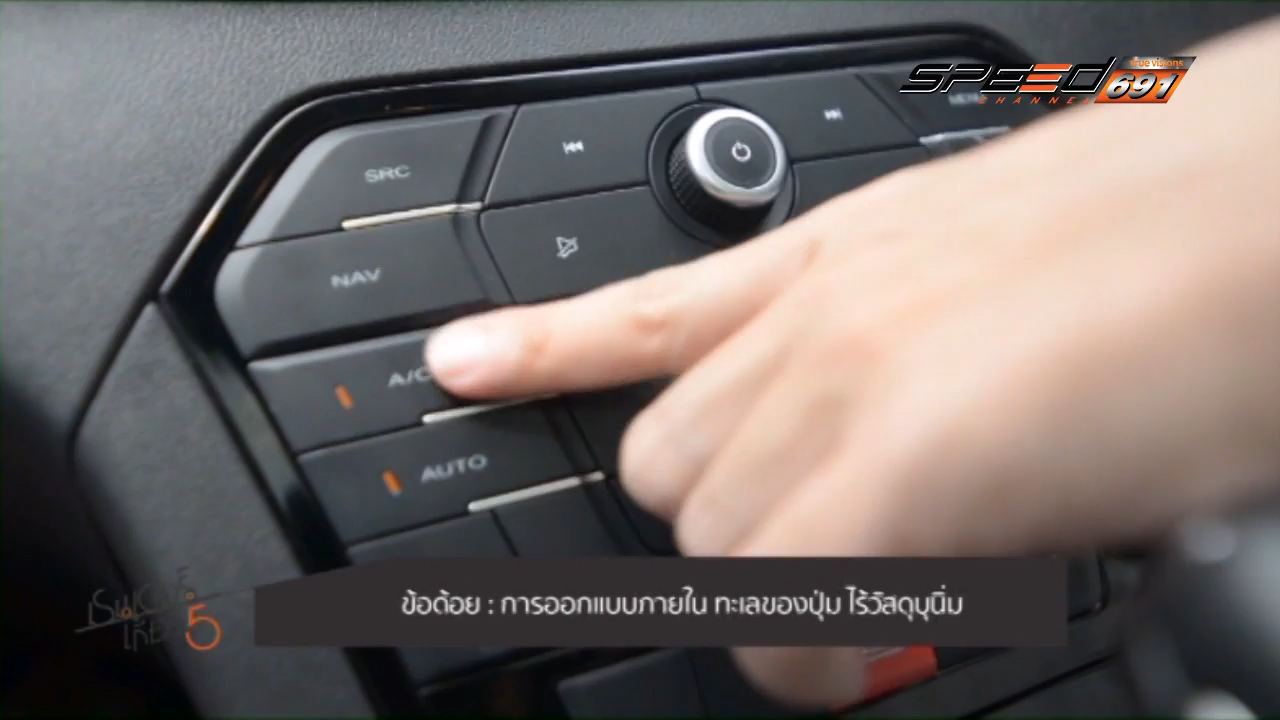 true visions
SPEED
CHANNEL
691
SRC
NAV
A/C
AUTO
5
ข้อด้อย : การออกแบบภายใน ทะเลของปุ่ม ไร้วัสดุบุนิ่ม